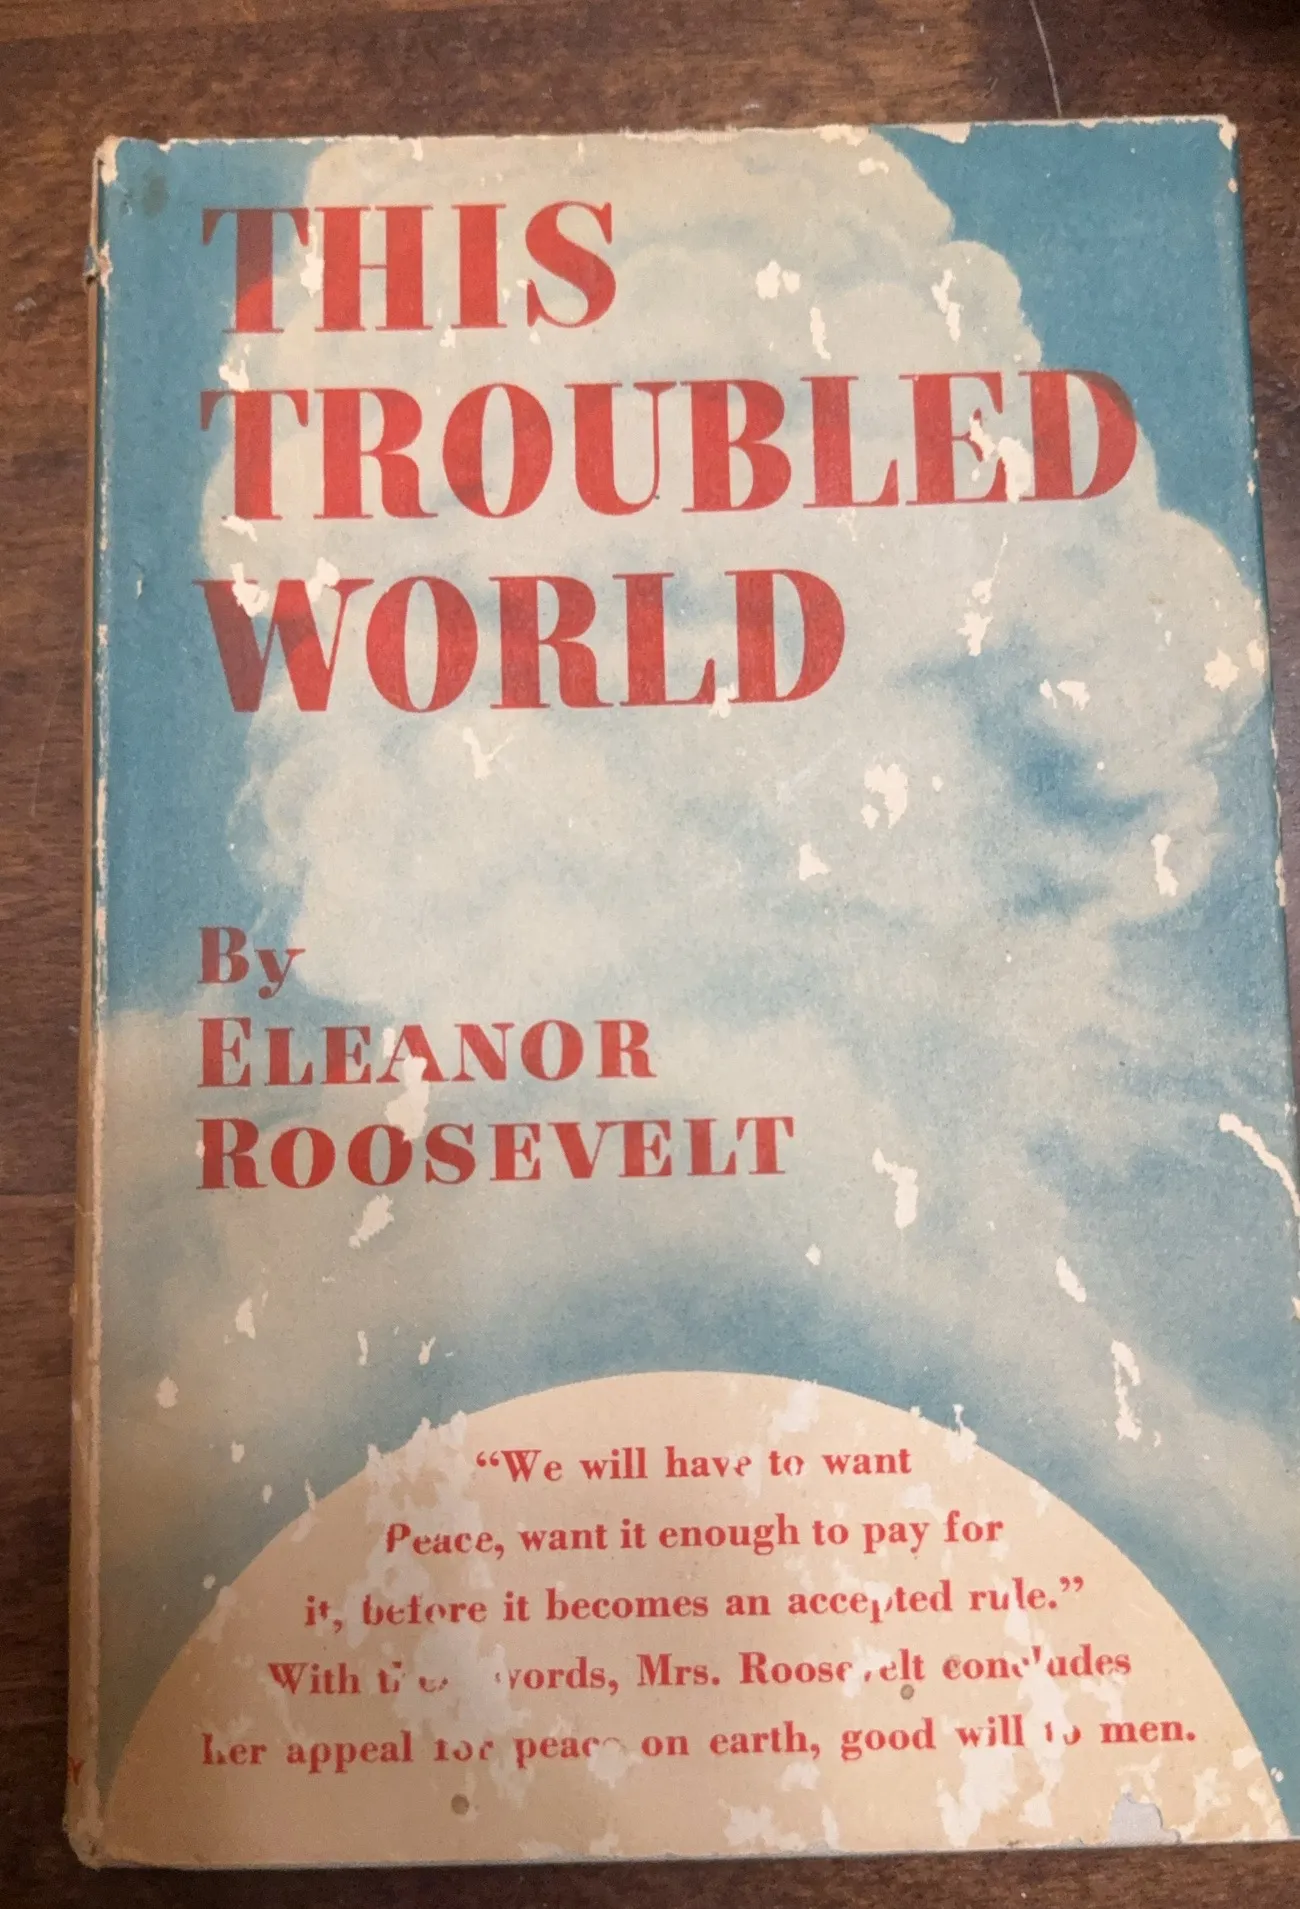 THIS
TROUBLED
WORLD
By
ELEANOR
ROOSEVELT
“We will have to want
Peace, want it enough to pay for
it, before it becomes an accepted rule.”
With these words, Mrs. Roosevelt concludes
her appeal for peace on earth, good will to men.